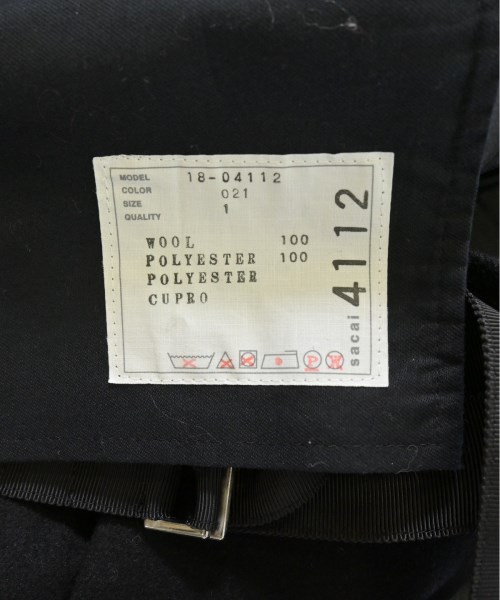 MODEL 18-04112
COLOR 021
SIZE 1
QUALITY
WOOL 100
POLYESTER 100
POLYESTER
CUPRO
P W
sacai 4112